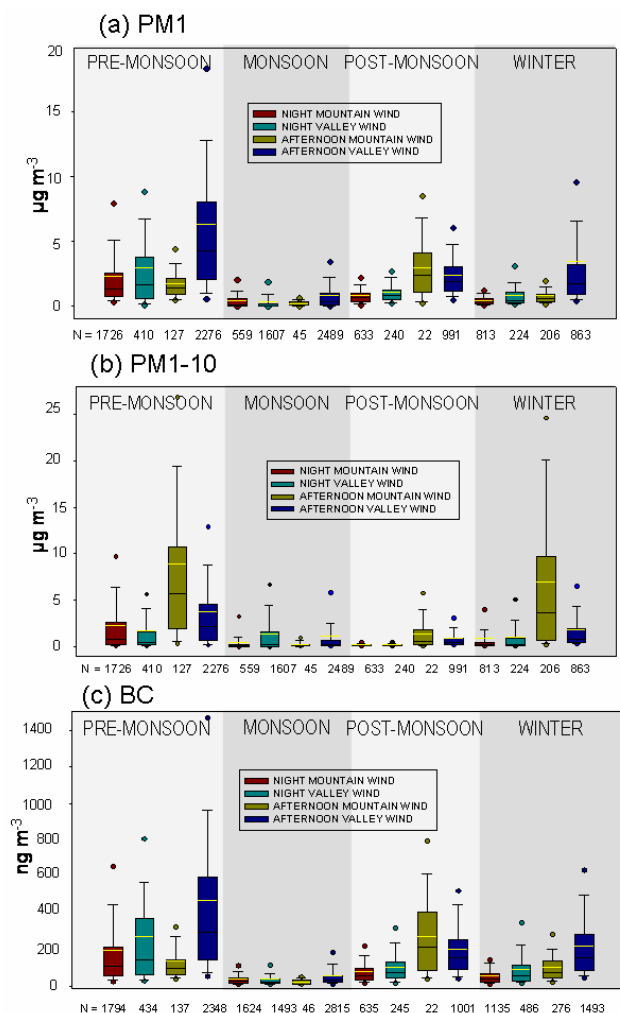 (a) PM1
20
15
10
5
0
µg m-3
PRE-MONSOON MONSOON POST-MONSOON WINTER
NIGHT MOUNTAIN WIND
NIGHT VALLEY WIND
AFTERNOON MOUNTAIN WIND
AFTERNOON VALLEY WIND
N = 1726 410 127 2276 559 1607 45 2489 633 240 22 991 813 224 206 863
(b) PM1-10
25
20
15
10
5
0
µg m-3
PRE-MONSOON MONSOON POST-MONSOON WINTER
NIGHT MOUNTAIN WIND
NIGHT VALLEY WIND
AFTERNOON MOUNTAIN WIND
AFTERNOON VALLEY WIND
N = 1726 410 127 2276 559 1607 45 2489 633 240 22 991 813 224 206 863
(c) BC
1400
1200
1000
800
600
400
200
0
ng m-3
PRE-MONSOON MONSOON POST-MONSOON WINTER
NIGHT MOUNTAIN WIND
NIGHT VALLEY WIND
AFTERNOON MOUNTAIN WIND
AFTERNOON VALLEY WIND
N = 1794 434 137 2348 1624 1493 46 2815 635 245 22 1001 1135 486 276 1493